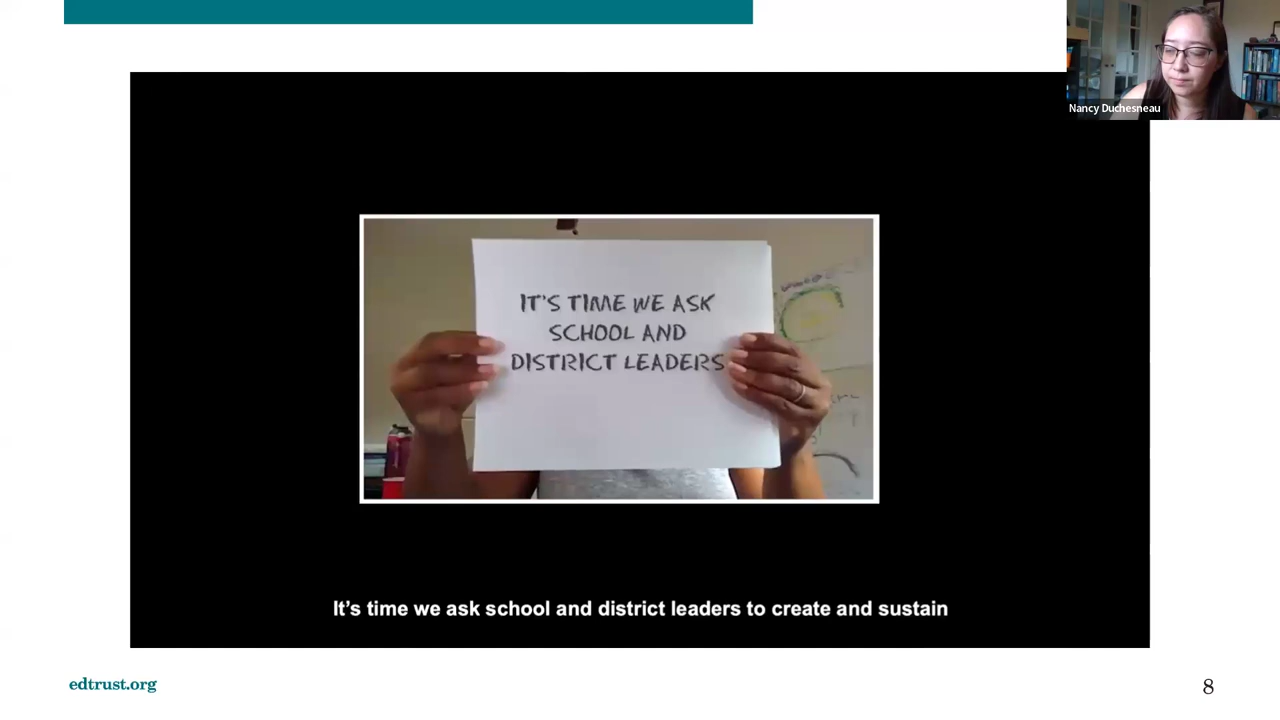 Nancy Duchesneau
IT'S TIME WE ASK
SCHOOL AND
DISTRICT LEADERS
It's time we ask school and district leaders to create and sustain
edtrust.org
8